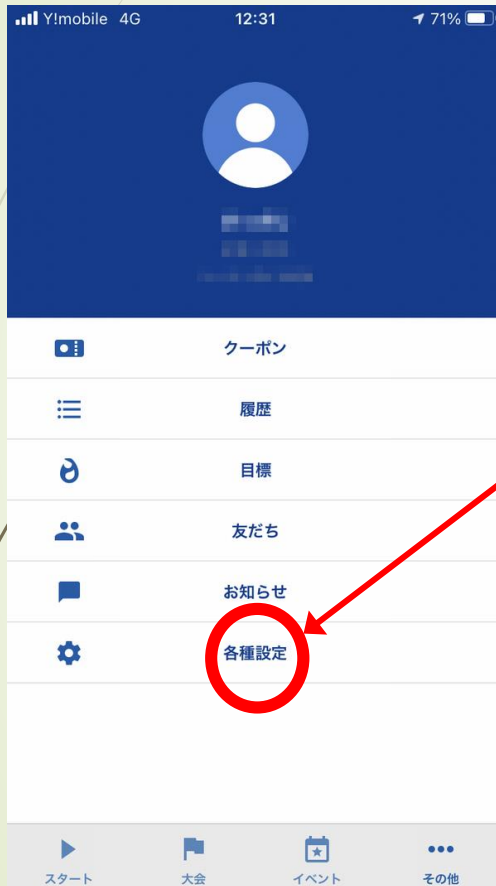 Y!mobile 4G 12:31 71%
クーポン
履歴
目標
友だち
お知らせ
各種設定
スタート 大会 イベント その他